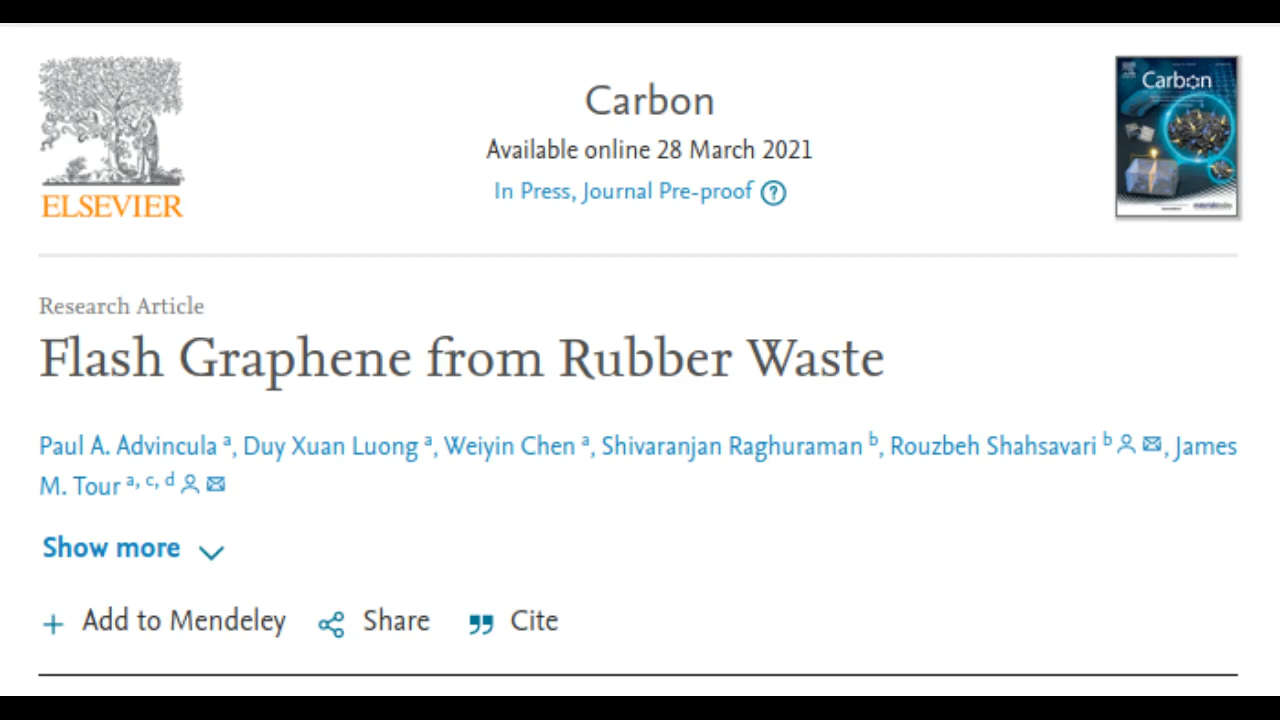 ELSEVIER
Carbon
Available online 28 March 2021
In Press, Journal Pre-proof ?
Carbon
Research Article
Flash Graphene from Rubber Waste
Paul A. Advincula a, Duy Xuan Luong a, Weiyin Chen a, Shivaranjan Raghuraman b, Rouzbeh Shahsavari b, James
M. Tour a, c, d
Show more
+ Add to Mendeley Share Cite